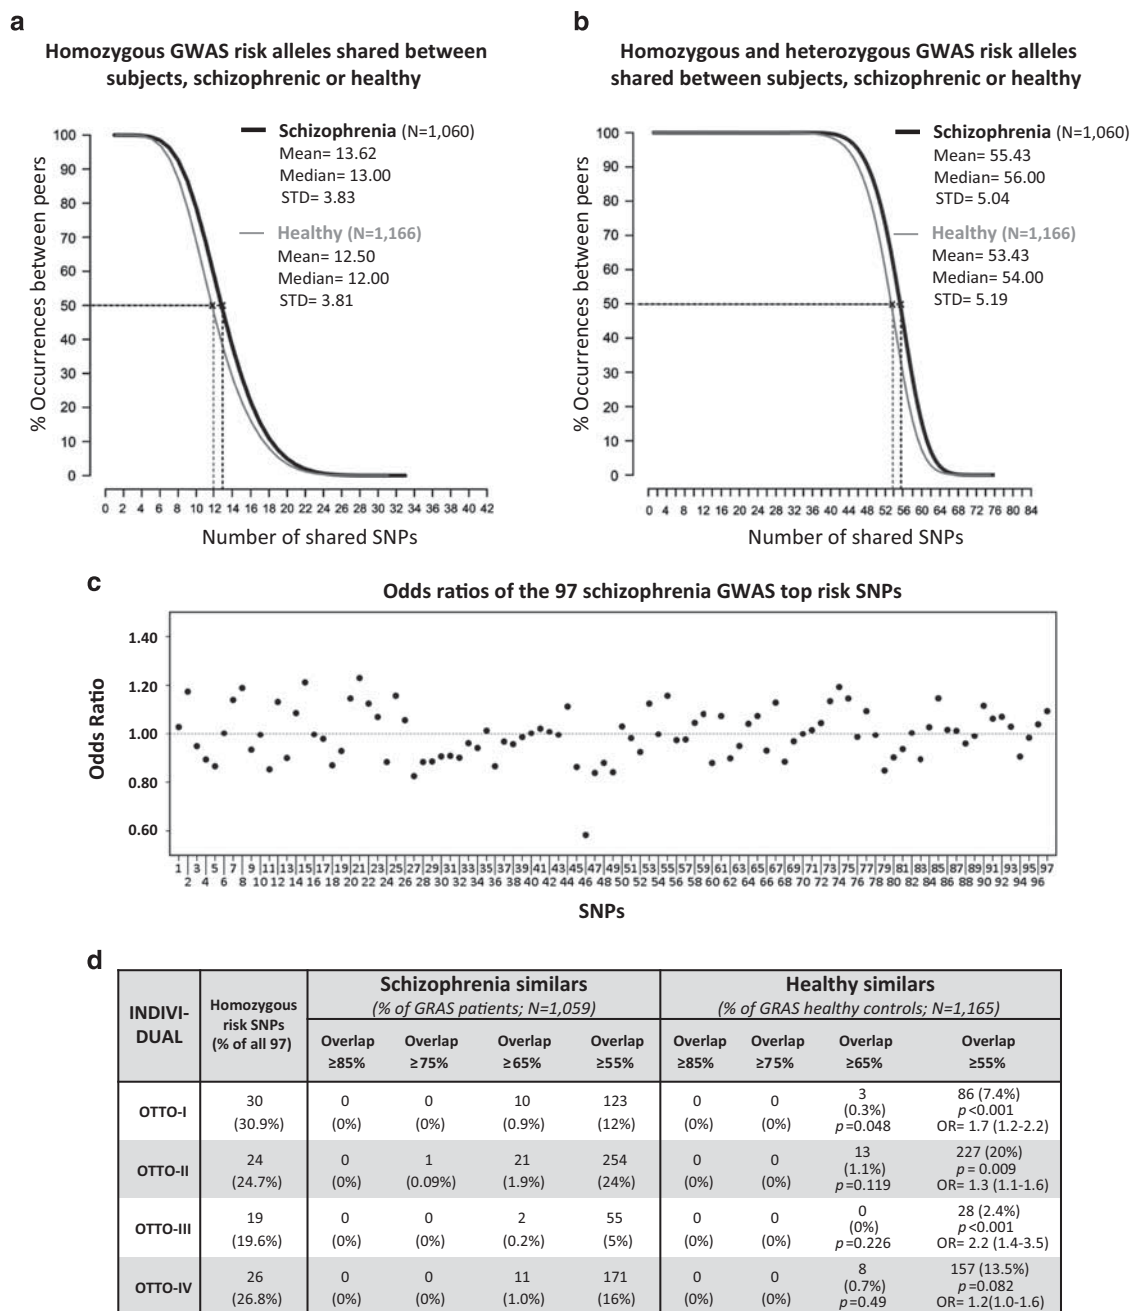 a
Homozygous GWAS risk alleles shared between
subjects, schizophrenic or healthy
% Occurrences between peers
100
90
80
70
60
50
40
30
20
10
0
Schizophrenia (N=1,060)
Mean= 13.62
Median= 13.00
STD= 3.83
Healthy (N=1,166)
Mean= 12.50
Median= 12.00
STD= 3.81
0 2 4 6 8 10 12 14 16 18 20 22 24 26 28 30 32 34 36 38 40 42
Number of shared SNPs
b
Homozygous and heterozygous GWAS risk alleles
shared between subjects, schizophrenic or healthy
% Occurrences between peers
100
90
80
70
60
50
40
30
20
10
0
Schizophrenia (N=1,060)
Mean= 55.43
Median= 56.00
STD= 5.04
Healthy (N=1,166)
Mean= 53.43
Median= 54.00
STD= 5.19
0 4 8 12 16 20 24 28 32 36 40 44 48 52 56 60 64 68 72 76 80 84
Number of shared SNPs
c
Odds ratios of the 97 schizophrenia GWAS top risk SNPs
Odds Ratio
1.40
1.20
1.00
0.80
0.60
1 3 5 7 9 11 13 15 17 19 21 23 25 27 29 31 33 35 37 39 41 43 45 47 49 51 53 55 57 59 61 63 65 67 69 71 73 75 77 79 81 83 85 87 89 91 93 95 97
2 4 6 8 10 12 14 16 18 20 22 24 26 28 30 32 34 36 38 40 42 44 46 48 50 52 54 56 58 60 62 64 66 68 70 72 74 76 78 80 82 84 86 88 90 92 94 96
SNPs
d
INDIVI-
DUAL
Homozygous
risk SNPs
(% of all 97)
Schizophrenia similars
(% of GRAS patients; N=1,059)
Healthy similars
(% of GRAS healthy controls; N=1,165)
Overlap Overlap Overlap Overlap Overlap Overlap Overlap Overlap
≥85% ≥75% ≥65% ≥55% ≥85% ≥75% ≥65% ≥55%
OTTO-I
30 0 0 10 123 0 0 3 86 (7.4%)
(30.9%) (0%) (0%) (0.9%) (12%) (0%) (0%) (0.3%) p<0.001
p=0.048 OR= 1.7 (1.2-2.2)
OTTO-II
24 0 1 21 254 0 0 13 227 (20%)
(24.7%) (0%) (0.09%) (1.9%) (24%) (0%) (0%) (1.1%) p= 0.009
p=0.119 OR= 1.3 (1.1-1.6)
OTTO-III
19 0 0 2 55 0 0 0 28 (2.4%)
(19.6%) (0%) (0%) (0.2%) (5%) (0%) (0%) (0%) p<0.001
p=0.226 OR= 2.2 (1.4-3.5)
OTTO-IV
26 0 0 11 171 0 0 8 157 (13.5%)
(26.8%) (0%) (0%) (1.0%) (16%) (0%) (0%) (0.7%) p=0.082
p=0.49 OR= 1.2(1.0-1.6)